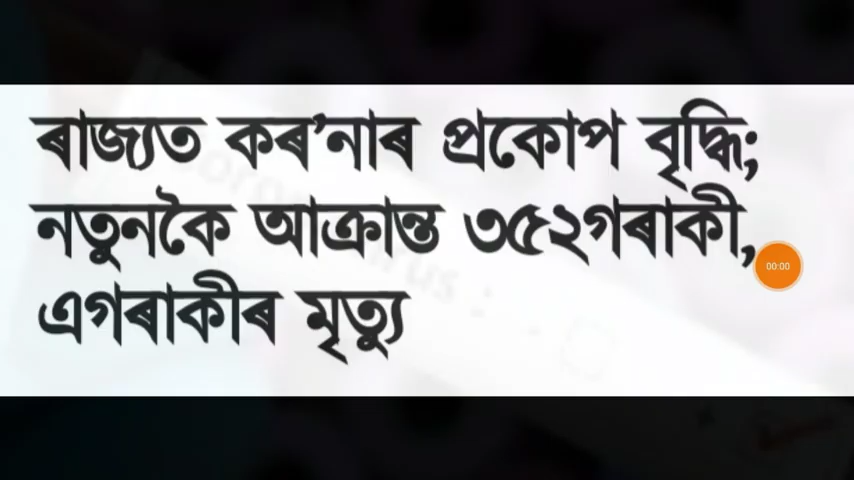 ৰাজ্যত কৰ'নাৰ প্ৰকোপ বৃদ্ধি;
নতুনকৈ আক্ৰান্ত ৩৫২গৰাকী,
00:00
এগৰাকীৰ মৃত্যু